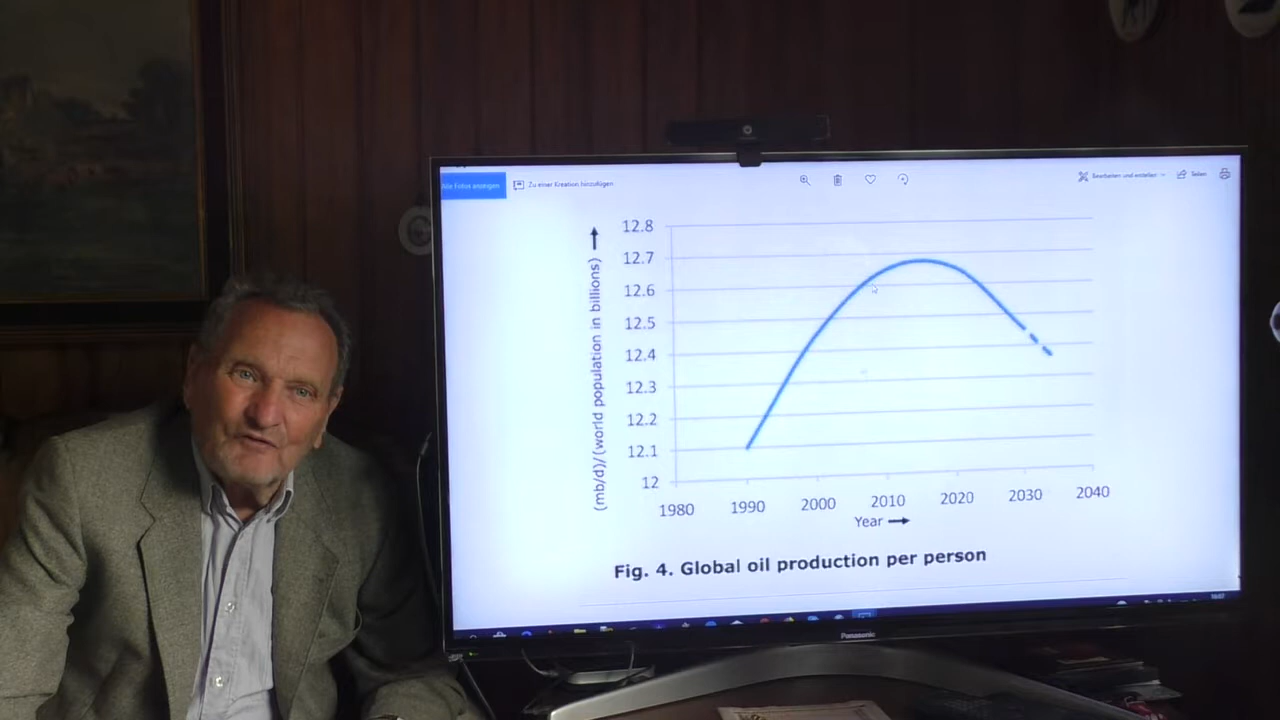 Alle Fotos anzeigen
Zu einer Kreation hinzufügen
Bearbeiten und erstellen
Teilen
(mb/d)/(world population in billions)
12.8
12.7
12.6
12.5
12.4
12.3
12.2
12.1
12
1980 1990 2000 2010 2020 2030 2040
Year
Fig. 4. Global oil production per person
Panasonic